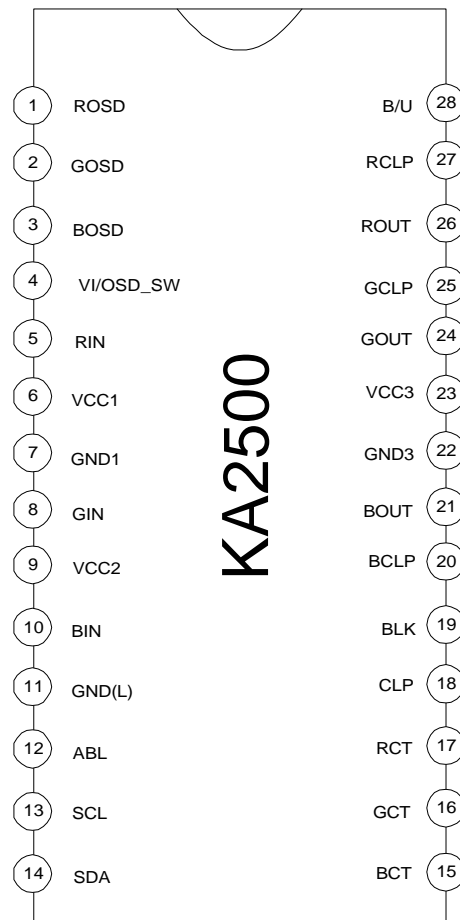 1 ROSD
2 GOSD
3 BOSD
4 VI/OSD_SW
5 RIN
6 VCC1
7 GND1
8 GIN
9 VCC2
10 BIN
11 GND(L)
12 ABL
13 SCL
14 SDA
KA2500
B/U 28
RCLP 27
ROUT 26
GCLP 25
GOUT 24
VCC3 23
GND3 22
BOUT 21
BCLP 20
BLK 19
CLP 18
RCT 17
GCT 16
BCT 15